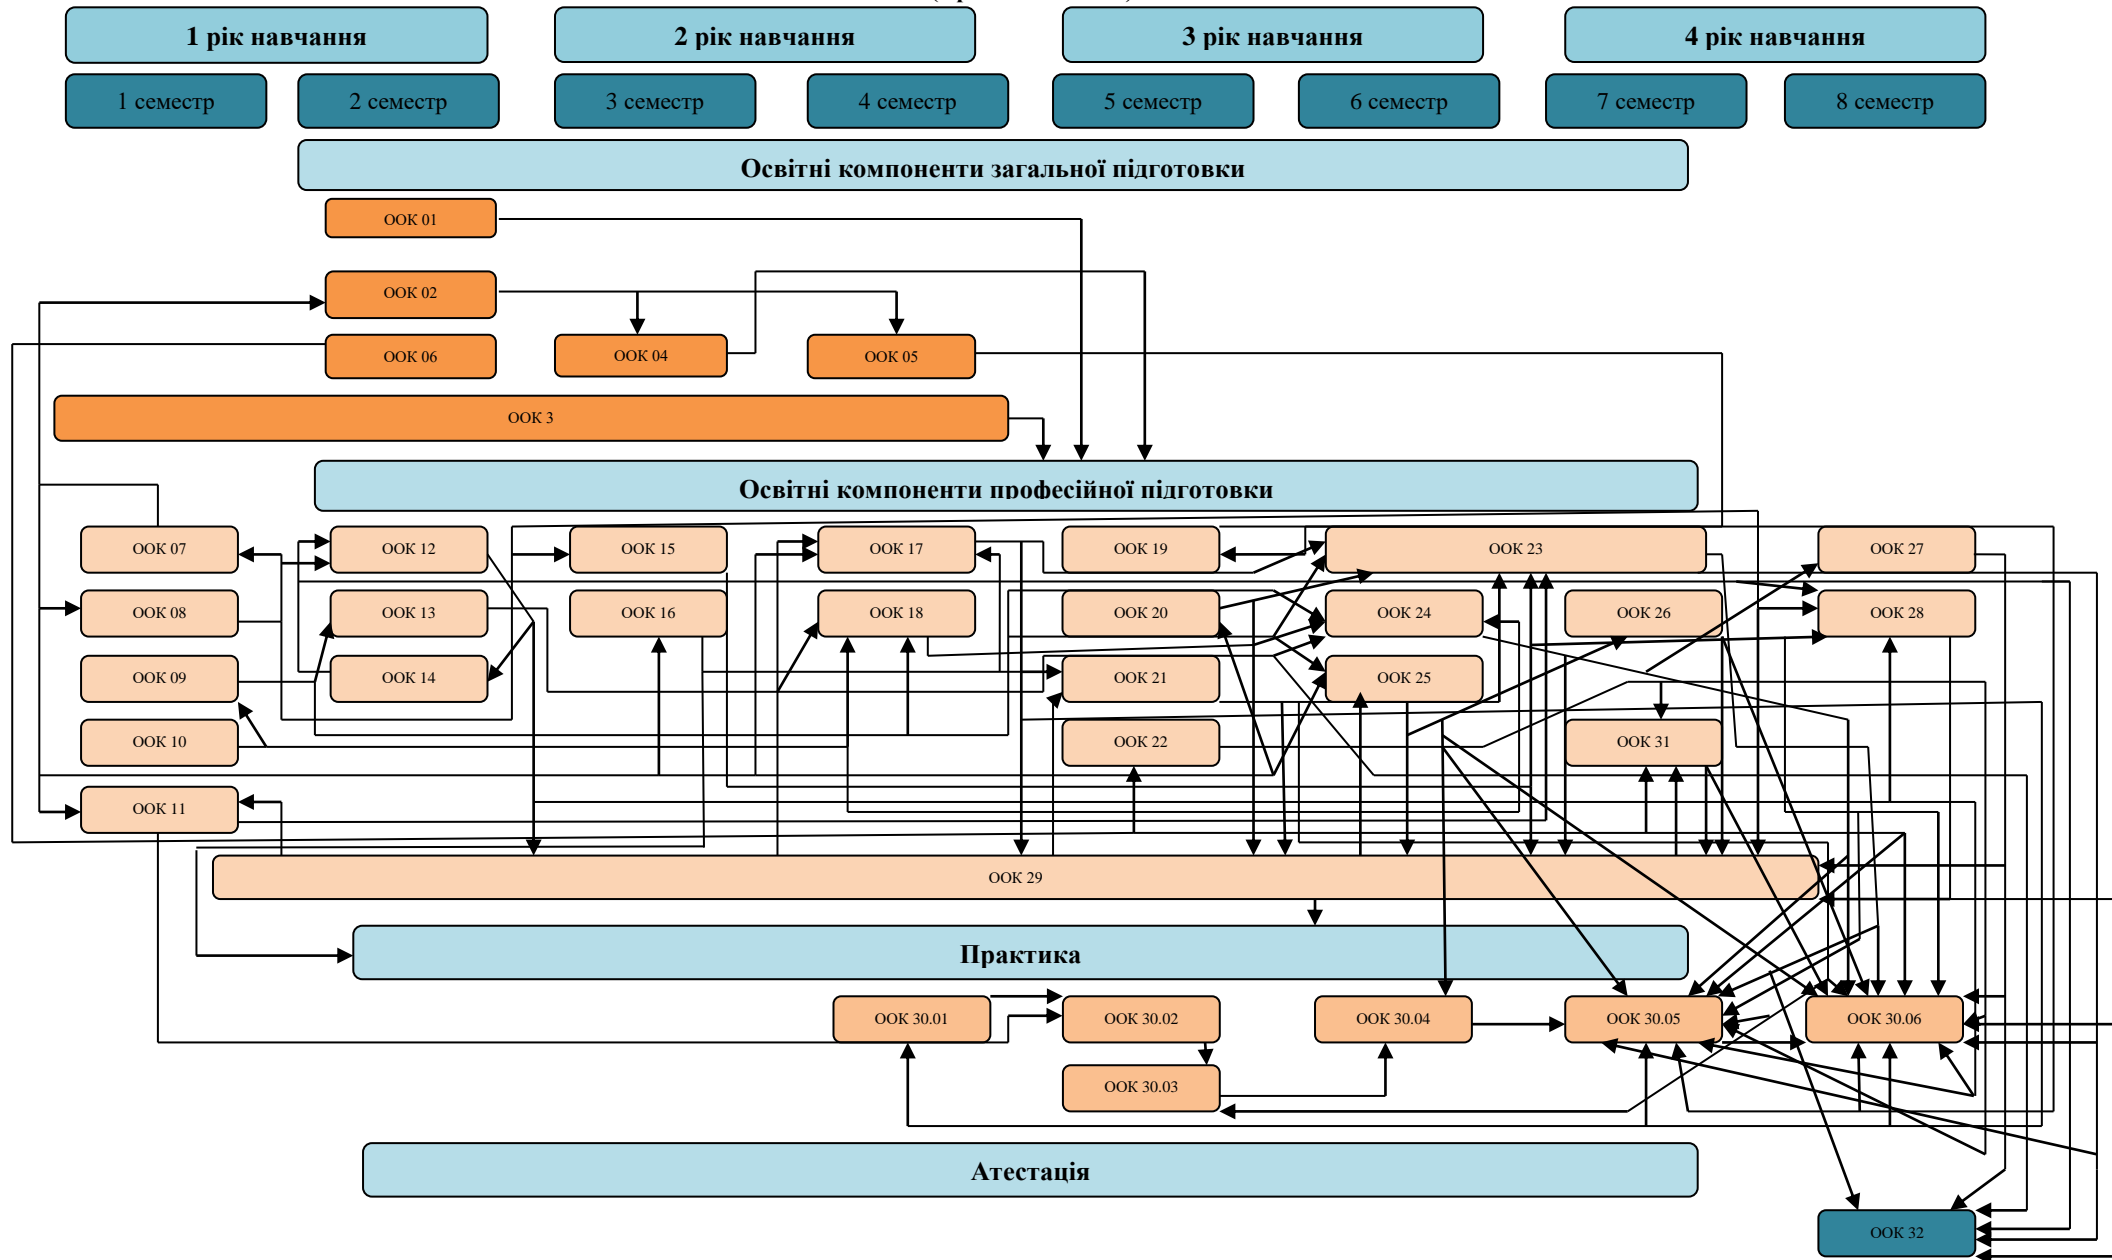 1 рік навчання
2 рік навчання
3 рік навчання
4 рік навчання
1 семестр
2 семестр
3 семестр
4 семестр
5 семестр
6 семестр
7 семестр
8 семестр
Освітні компоненти загальної підготовки
ООК 01
ООК 02
ООК 06
ООК 04
ООК 05
ООК 3
Освітні компоненти професійної підготовки
ООК 07
ООК 12
ООК 15
ООК 17
ООК 19
ООК 23
ООК 27
ООК 08
ООК 13
ООК 16
ООК 18
ООК 20
ООК 24
ООК 26
ООК 28
ООК 09
ООК 14
ООК 21
ООК 25
ООК 10
ООК 22
ООК 31
ООК 11
ООК 29
Практика
ООК 30.01
ООК 30.02
ООК 30.04
ООК 30.05
ООК 30.06
ООК 30.03
Атестація
ООК 32